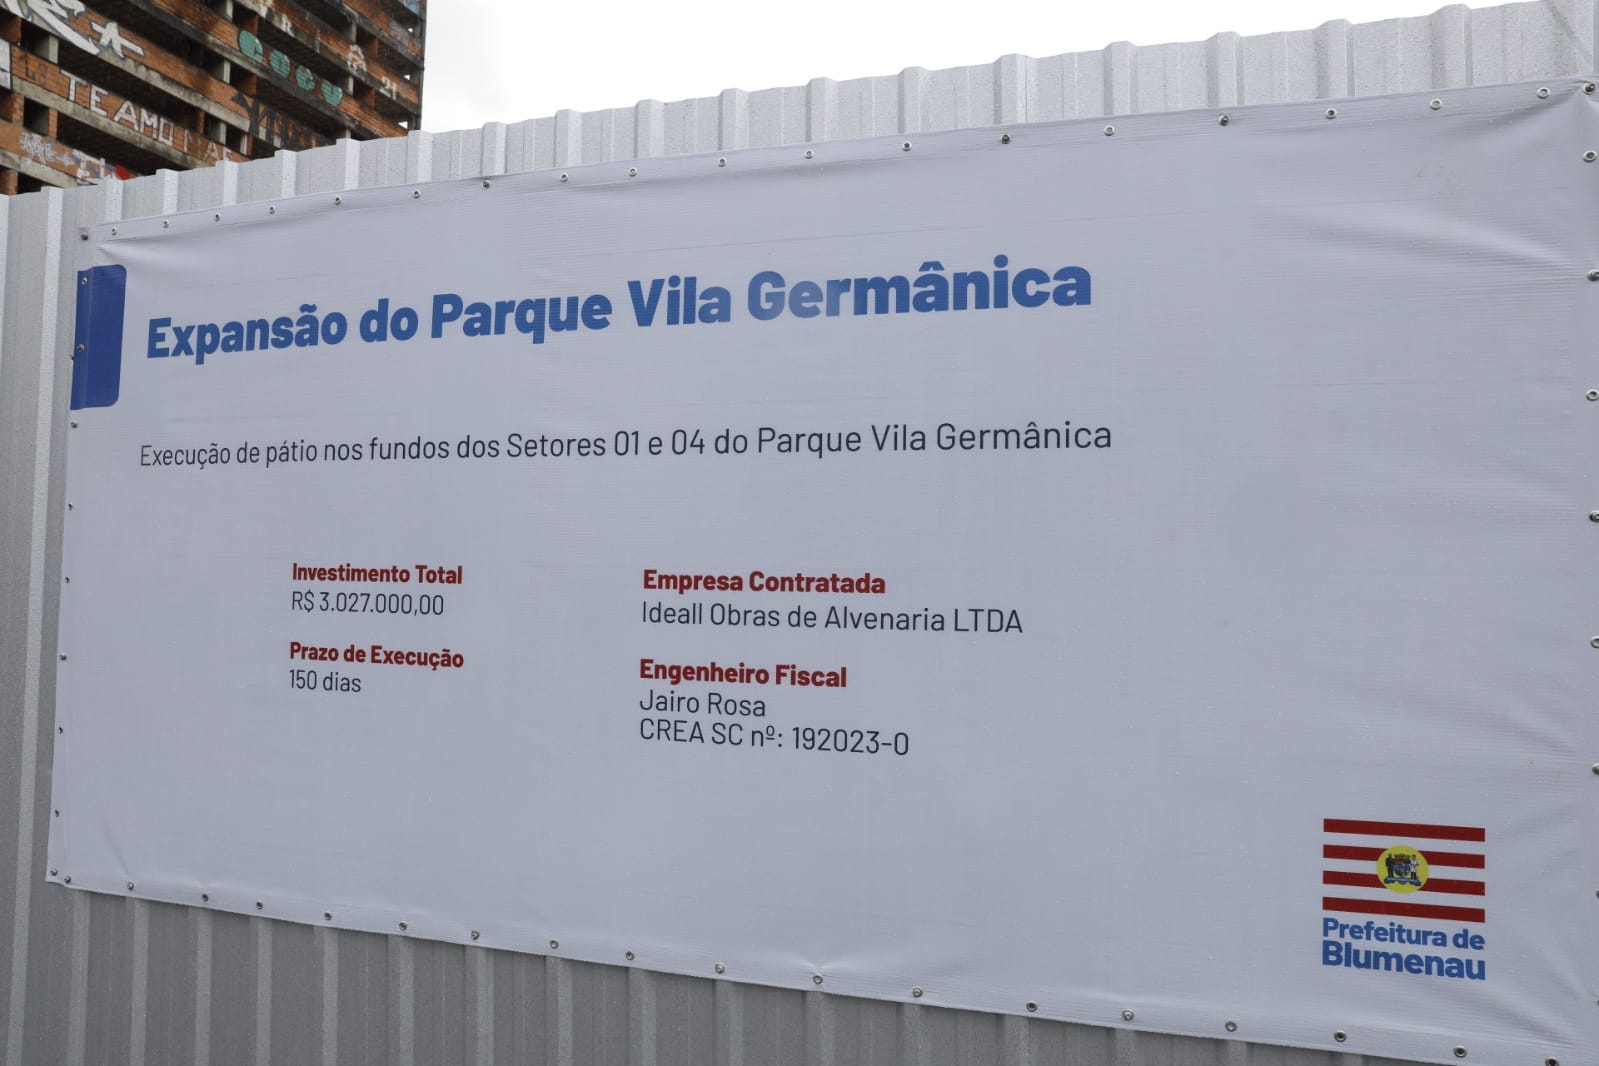 TE AMO
21
Expansão do Parque Vila Germânica
Execução de pátio nos fundos dos Setores 01 e 04 do Parque Vila Germânica
Investimento Total
R$ 3.027.000,00
Prazo de Execução
150 dias
Empresa Contratada
Ideall Obras de Alvenaria LTDA
Engenheiro Fiscal
Jairo Rosa
CREA SC nº: 192023-0
Prefeitura de
Blumenau